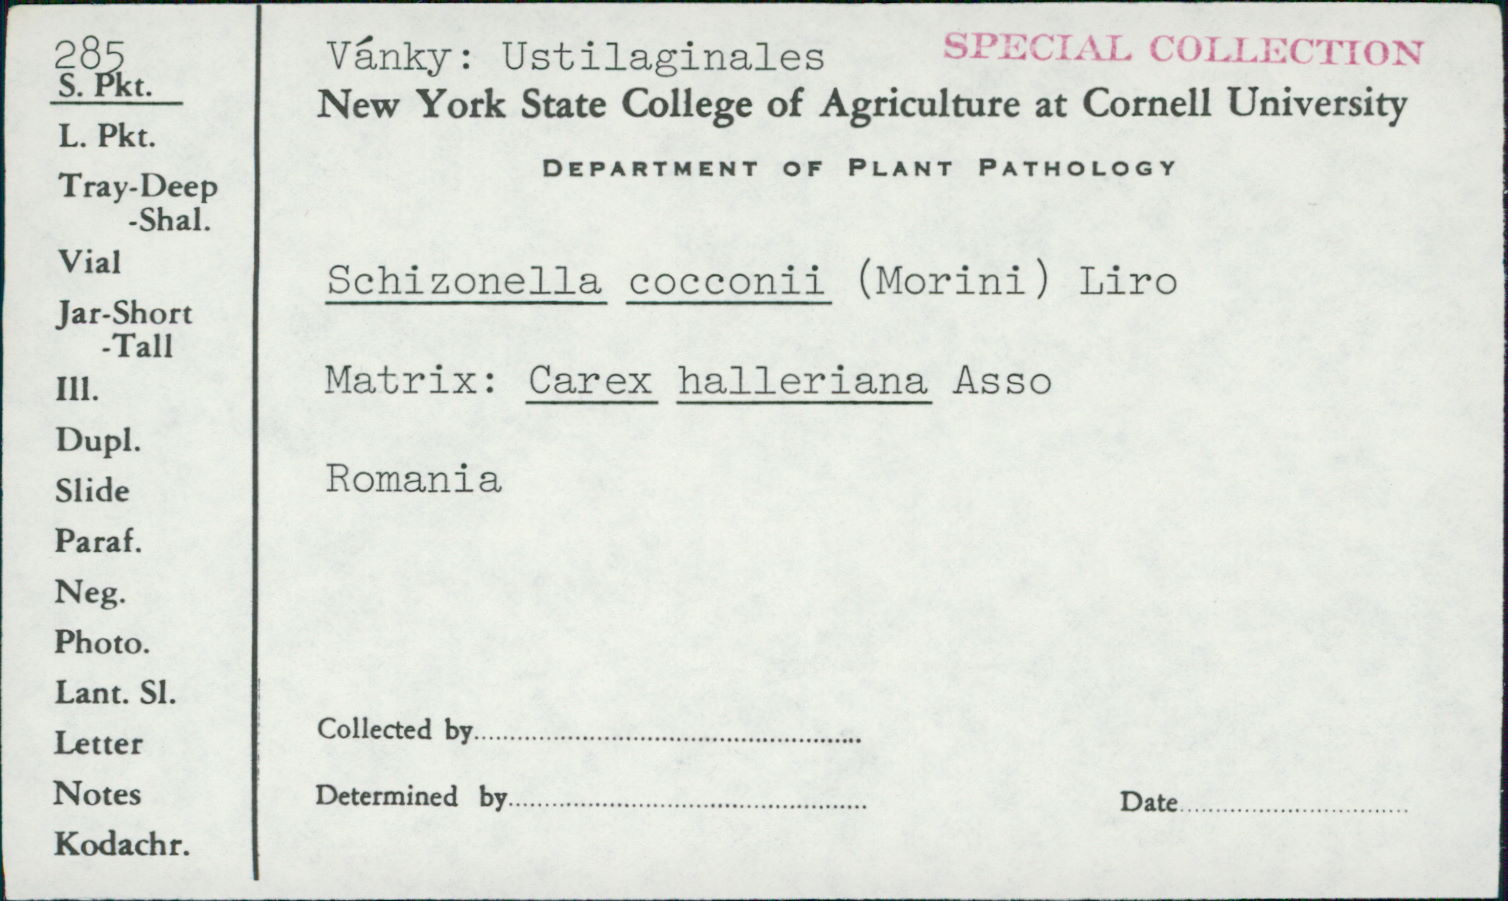 285
S. Pkt.
L. Pkt.
Tray-Deep
-Shal.
Vial
Jar-Short
-Tall
Ill.
Dupl.
Slide
Paraf.
Neg.
Photo.
Lant. Sl.
Letter
Notes
Kodachr.
Vánky: Ustilaginales
SPECIAL COLLECTION
New York State College of Agriculture at Cornell University
DEPARTMENT OF PLANT PATHOLOGY
Schizonella cocconii (Morini) Liro
Matrix: Carex halleriana Asso
Romania
Collected by
Determined by
Date